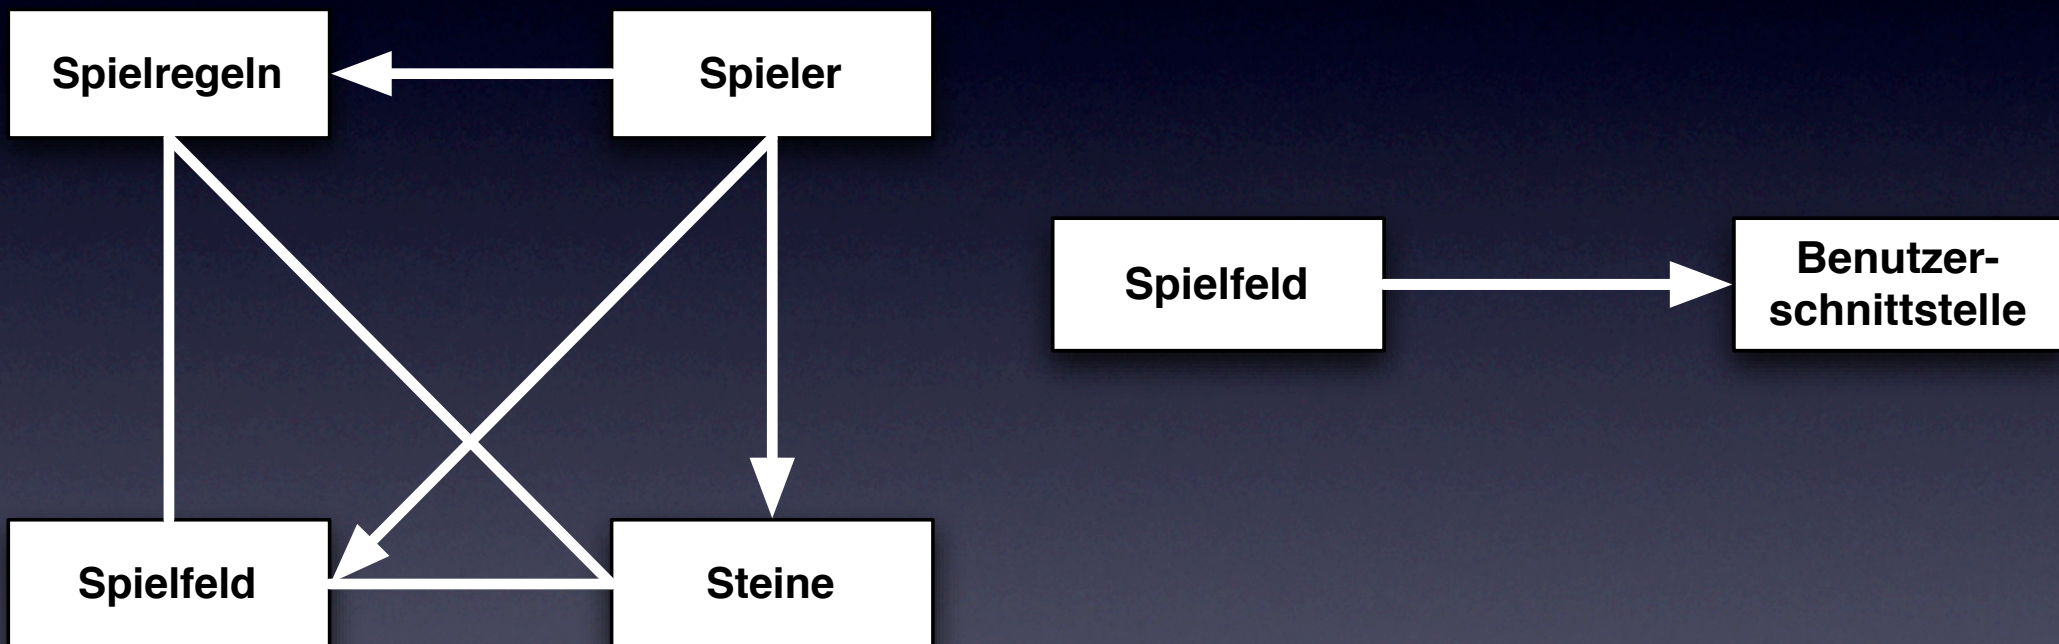 Spielregeln
Spieler
Spielfeld
Steine
Spielfeld
Benutzer-
schnittstelle